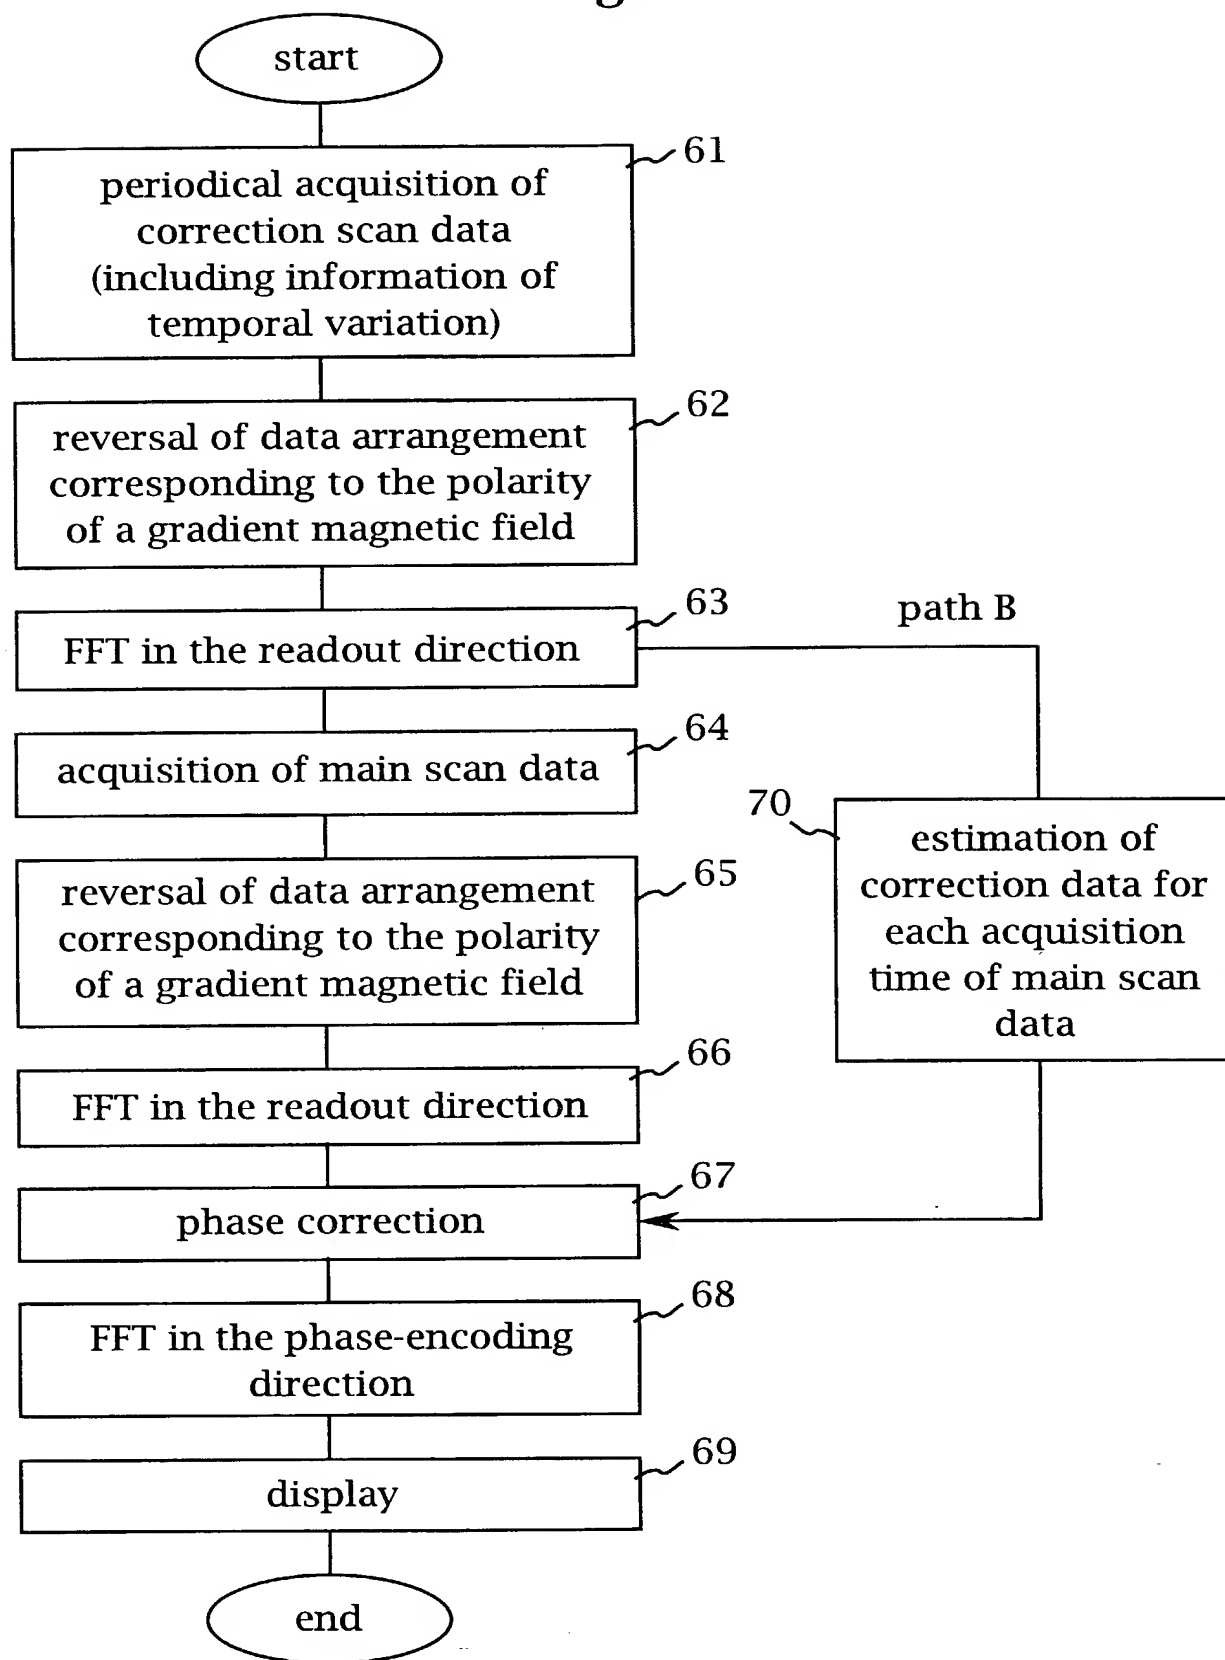 start
61
periodical acquisition of
correction scan data
(including information of
temporal variation)
62
reversal of data arrangement
corresponding to the polarity
of a gradient magnetic field
63
FFT in the readout direction
path B
64
acquisition of main scan data
70
estimation of
correction data for
each acquisition
time of main scan
data
65
reversal of data arrangement
corresponding to the polarity
of a gradient magnetic field
66
FFT in the readout direction
67
phase correction
68
FFT in the phase-encoding
direction
69
display
end